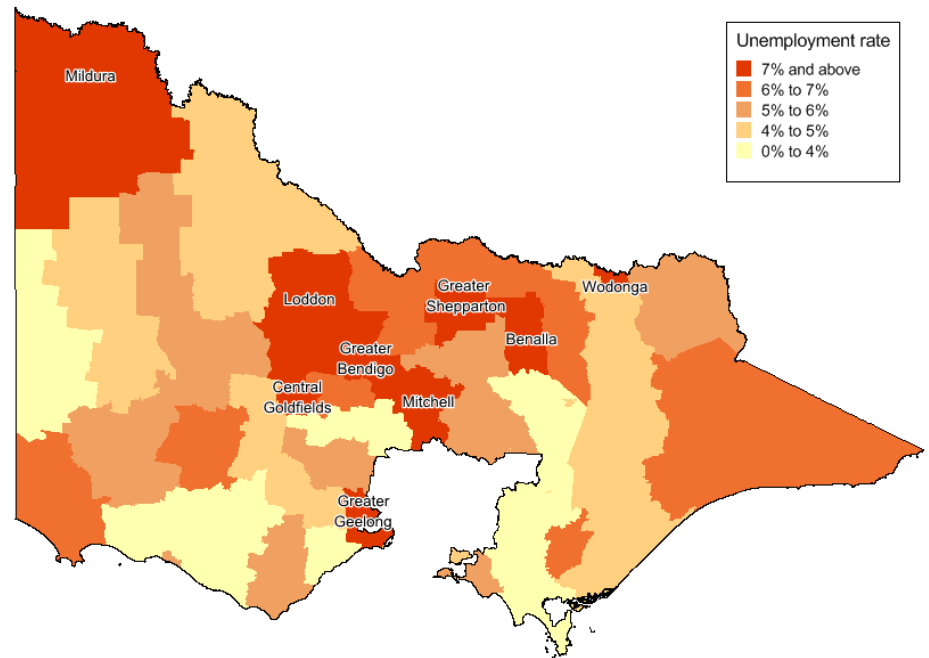 Unemployment rate
7% and above
6% to 7%
5% to 6%
4% to 5%
0% to 4%
Mildura
Loddon
Greater
Shepparton
Wodonga
Benalla
Greater
Bendigo
Central
Goldfields
Mitchell
Greater
Geelong